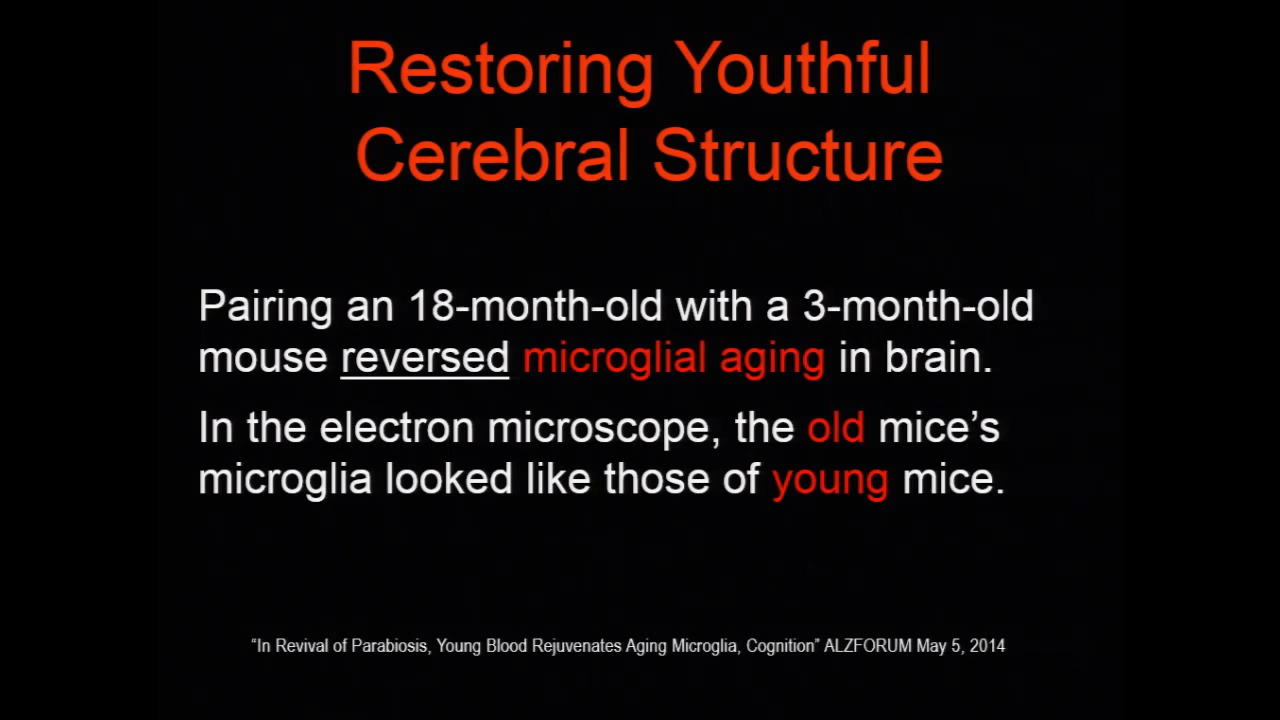 Restoring Youthful
Cerebral Structure
Pairing an 18-month-old with a 3-month-old
mouse reversed microglial aging in brain.
In the electron microscope, the old mice’s
microglia looked like those of young mice.
“In Revival of Parabiosis, Young Blood Rejuvenates Aging Microglia, Cognition” ALZFORUM May 5, 2014